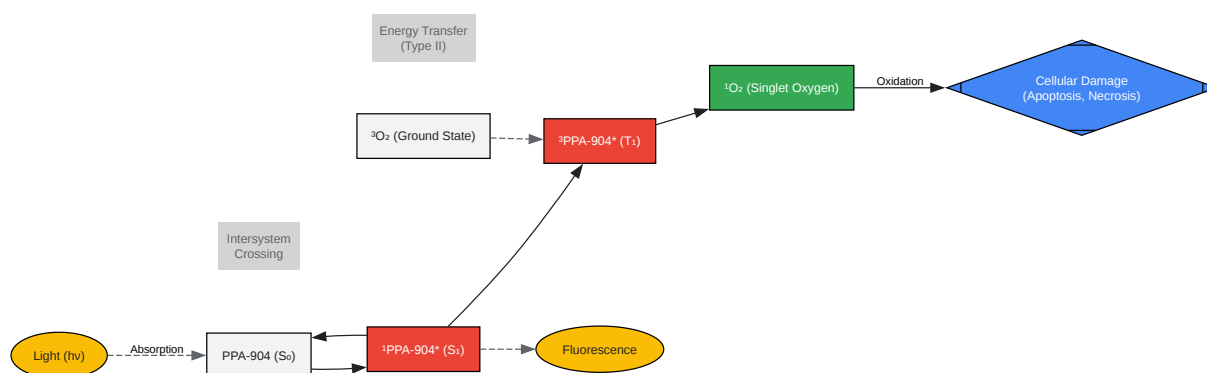 Energy Transfer
(Type II)
¹O₂ (Singlet Oxygen)
Oxidation
Cellular Damage
(Apoptosis, Necrosis)
³O₂ (Ground State)
³PPA-904* (T₁)
Intersystem
Crossing
Light (hν)
Absorption
PPA-904 (S₀)
¹PPA-904* (S₁)
Fluorescence